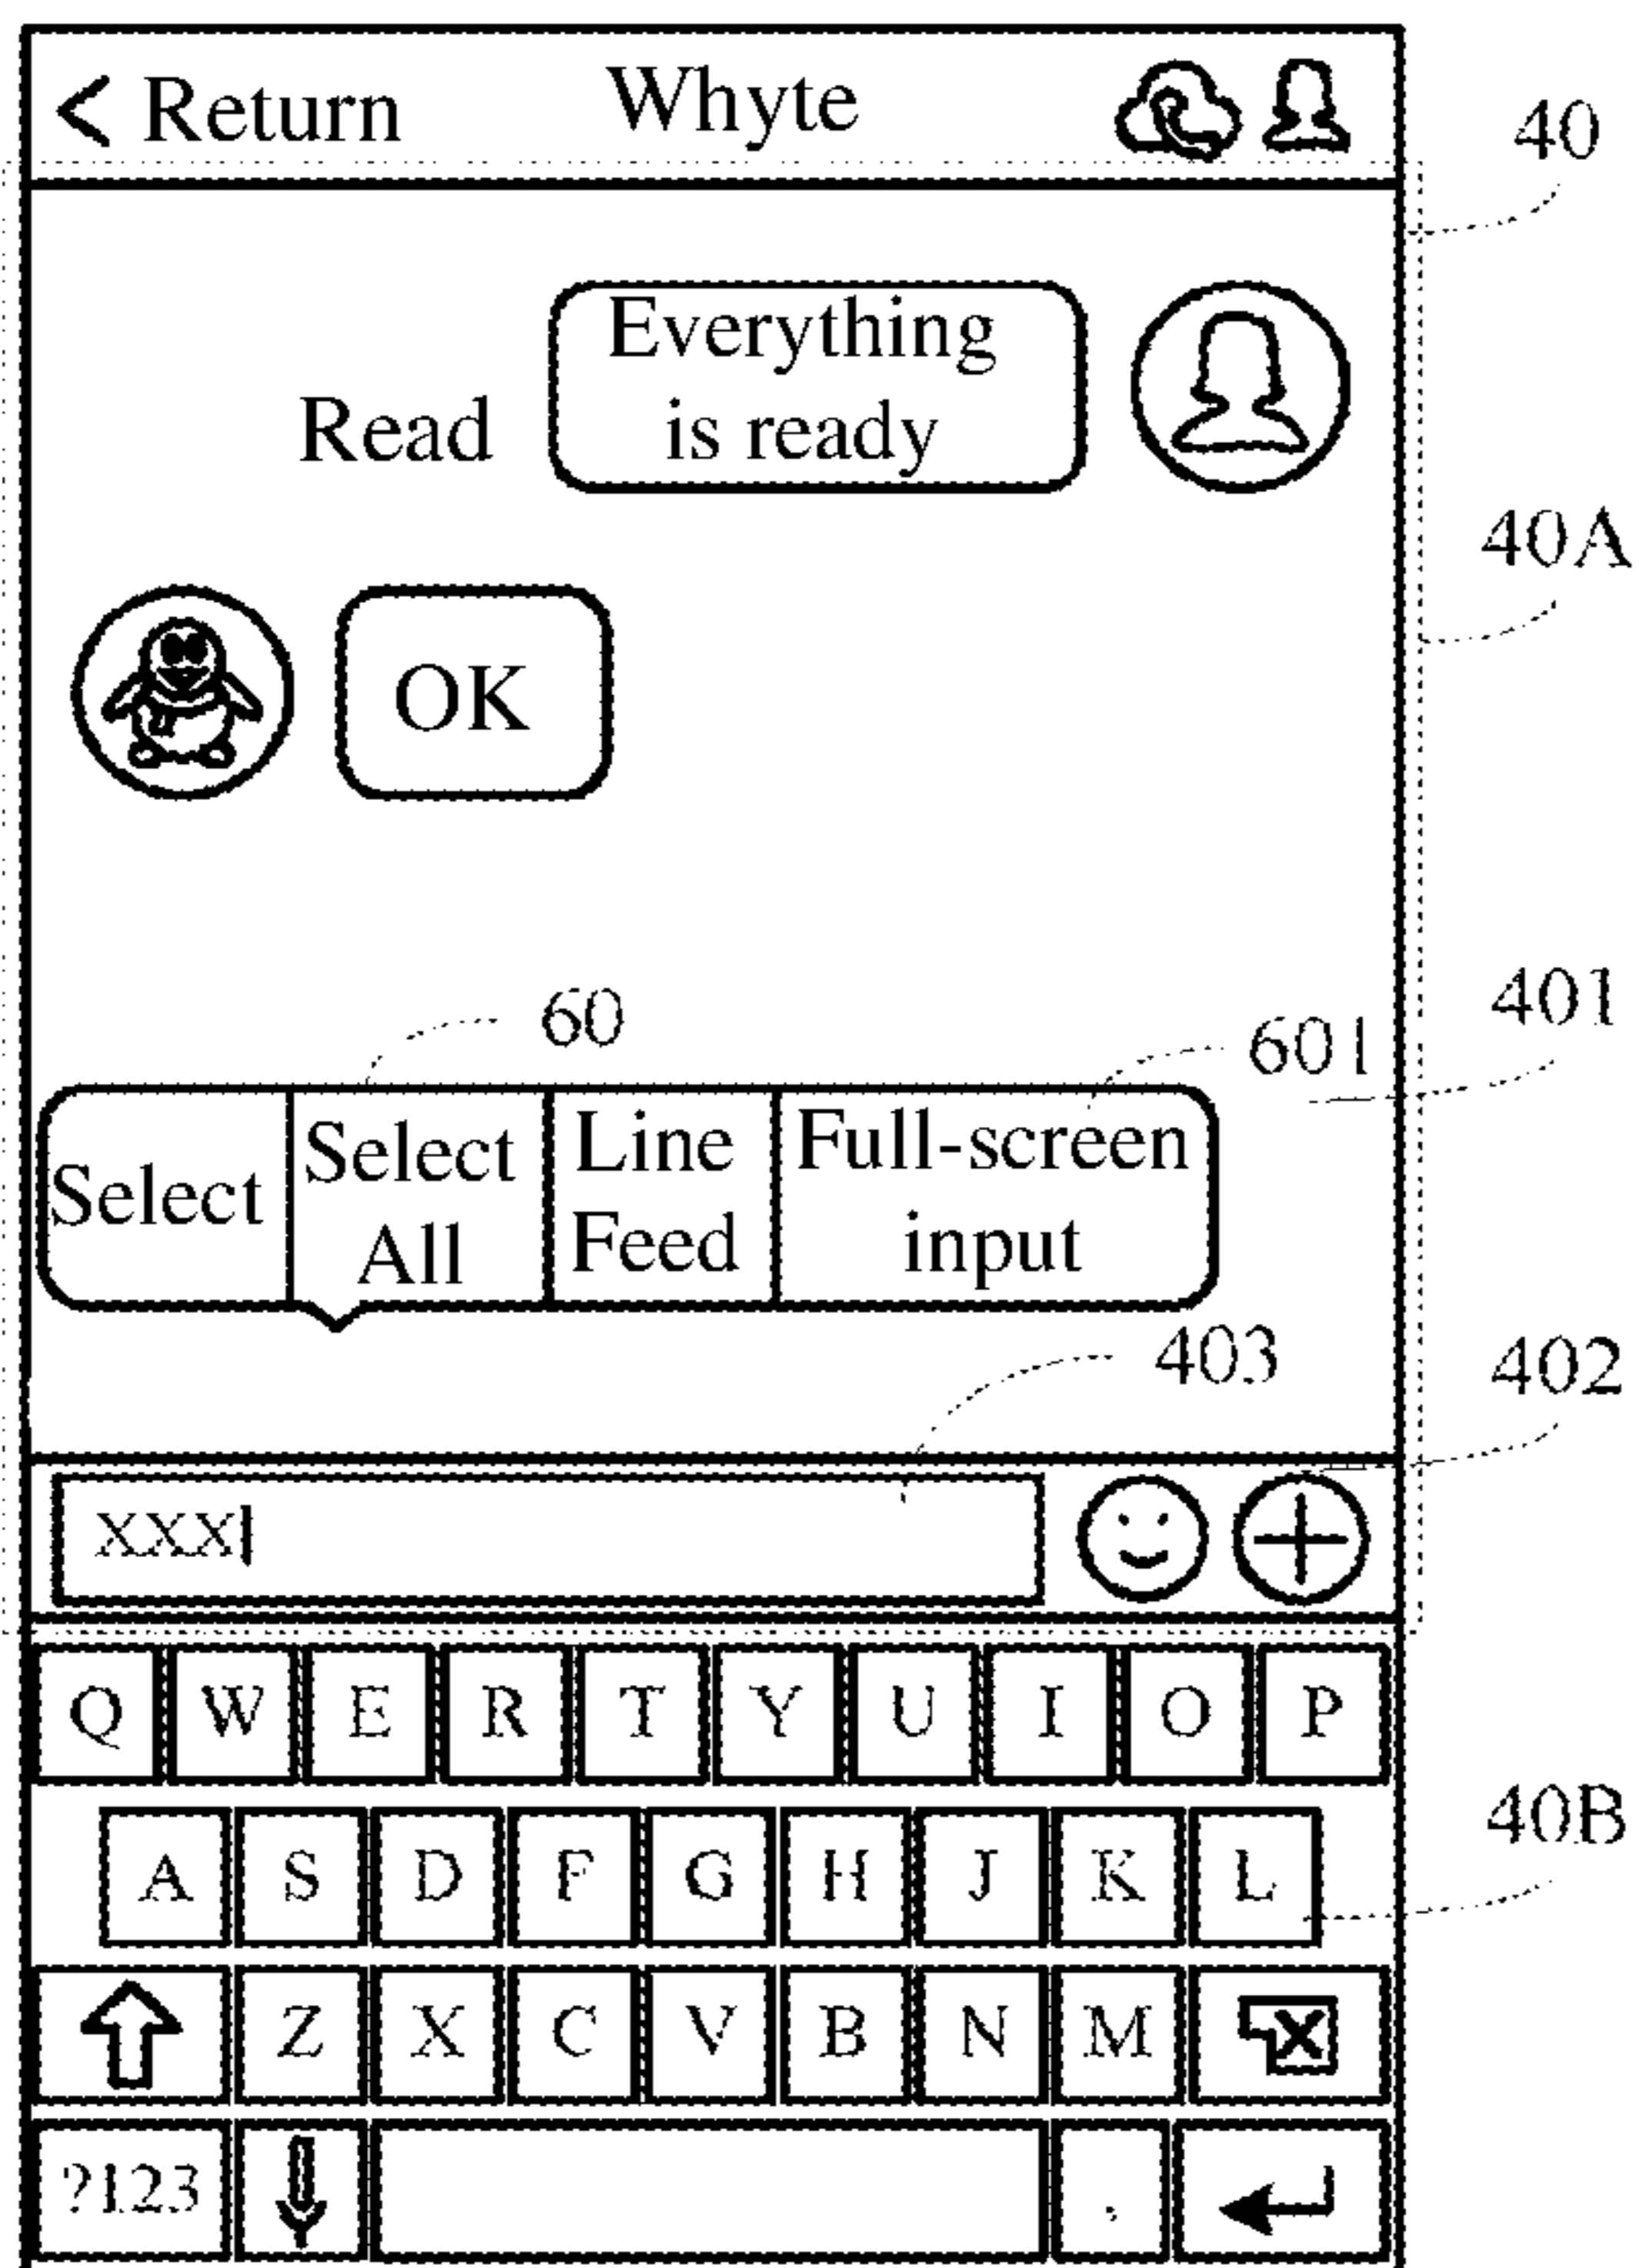 < Return Whyte
40
Everything
is ready
Read
40A
OK
60
601
401
Select
Select
All
Line
Feed
Full-screen
input
403
402
XXX
Q W E R T Y U I O P
40B
A S D F G H J K L
Z X C V B N M
?123 ,